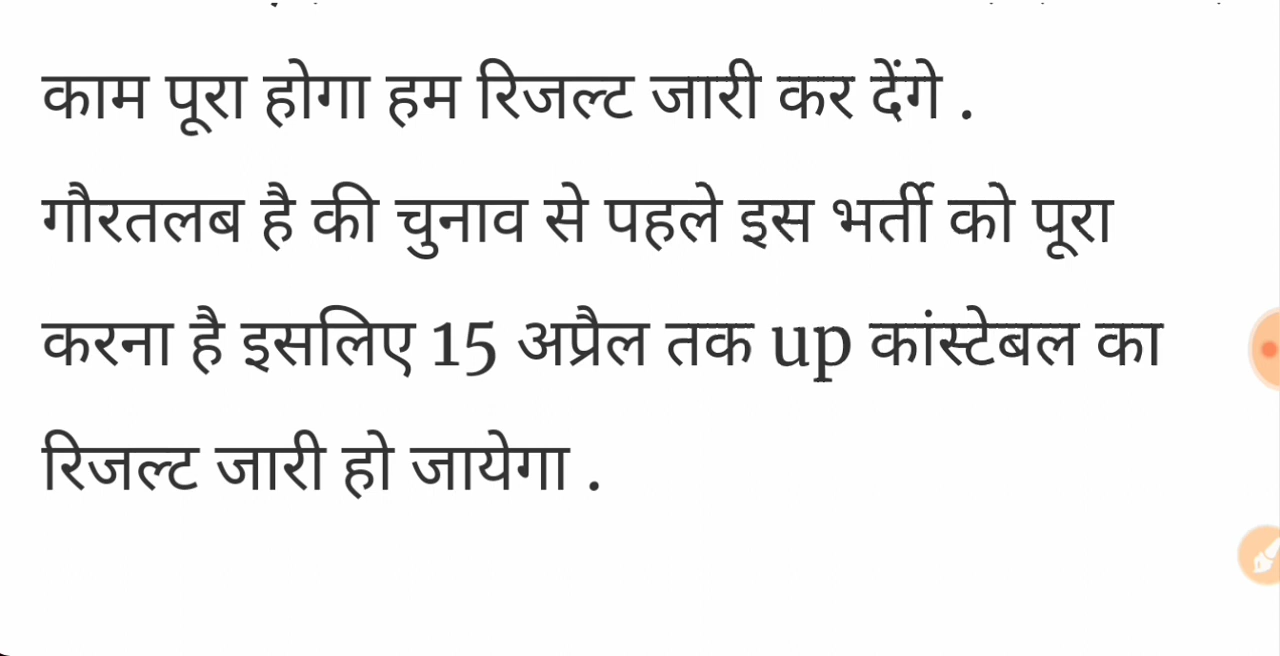 काम पूरा होगा हम रिजल्ट जारी कर देंगे .
गौरतलब है की चुनाव से पहले इस भर्ती को पूरा
करना है इसलिए 15 अप्रैल तक up कांस्टेबल का
रिजल्ट जारी हो जायेगा .